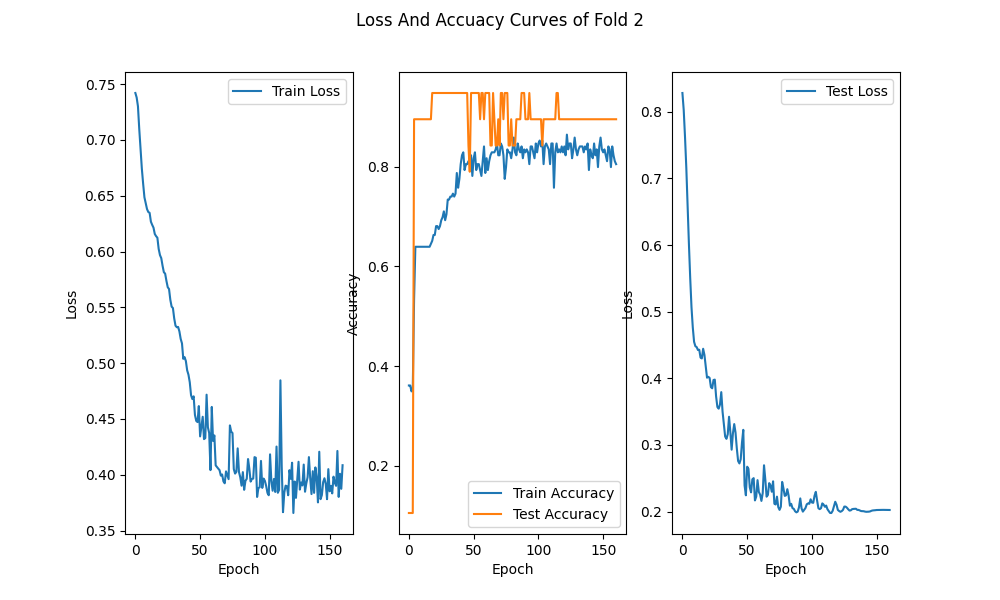 Loss And Accuacy Curves of Fold 2
0.75
0.70
0.65
0.60
0.55
0.50
0.45
0.40
0.35
Loss
0
50
100
150
Epoch
Train Loss
0.8
0.6
0.4
0.2
Accuracy
0
50
100
150
Epoch
Train Accuracy
Test Accuracy
0.8
0.7
0.6
0.5
0.4
0.3
0.2
Loss
0
50
100
150
Epoch
Test Loss